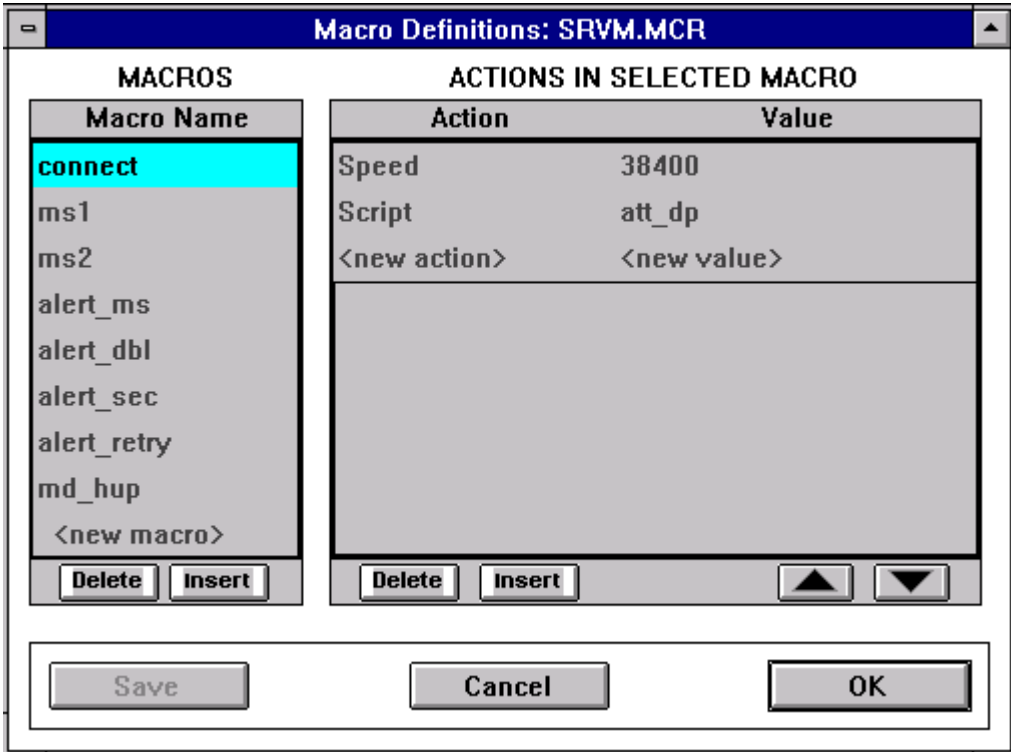 Macro Definitions: SRVM.MCR
MACROS
Macro Name
connect
ms1
ms2
alert_ms
alert_dbl
alert_sec
alert_retry
md_hup
<new macro>
Delete Insert
ACTIONS IN SELECTED MACRO
Action Value
Speed 38400
Script att_dp
<new action> <new value>
Delete Insert
Save Cancel OK